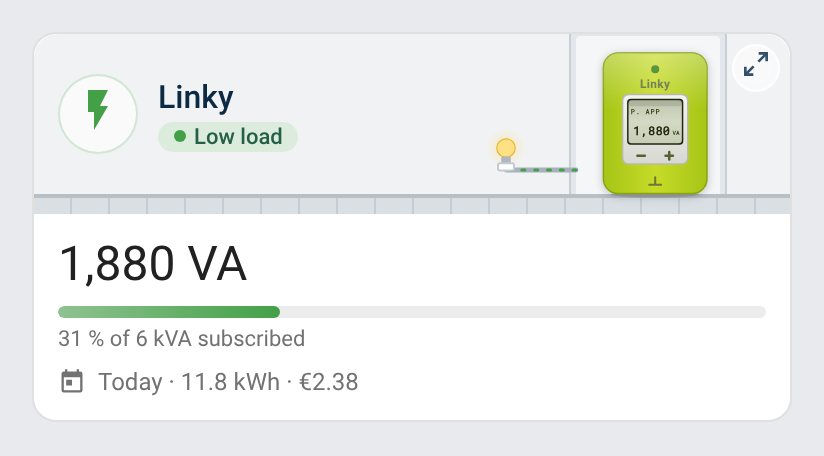 Linky
Low load
Linky
P. APP
1,880 VA
1,880 VA
31 % of 6 kVA subscribed
Today · 11.8 kWh · €2.38